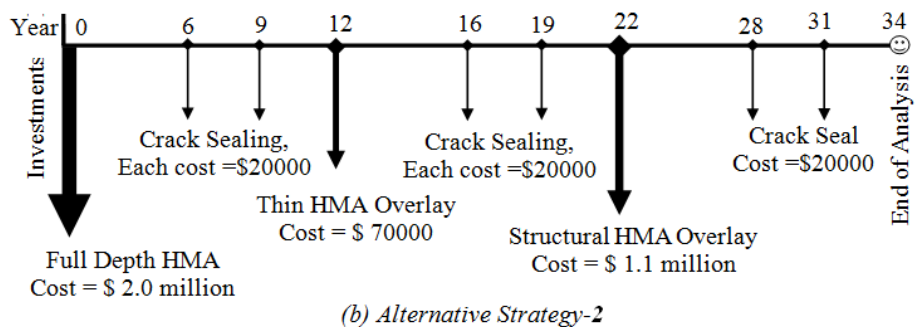 Year 0 6 9 12 16 19 22 28 31 34
Investments
Crack Sealing,
Each cost =$20000
Thin HMA Overlay
Cost = $ 70000
Crack Sealing,
Each cost =$20000
Crack Seal
Cost =$20000
End of Analysis
Full Depth HMA
Cost = $ 2.0 million
Structural HMA Overlay
Cost = $ 1.1 million
(b) Alternative Strategy-2